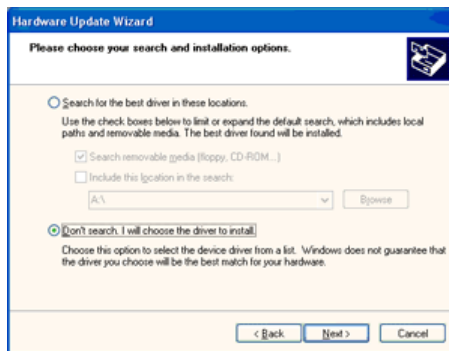 Hardware Update Wizard
Please choose your search and installation options.
Search for the best driver in these locations.
Use the check boxes below to limit or expand the default search, which includes local
paths and removable media. The best driver found will be installed.
Search removable media (floppy, CD-ROM...)
Include this location in the search:
A:\
Browse
Don't search. I will choose the driver to install.
Choose this option to select the device driver from a list. Windows does not guarantee that
the driver you choose will be the best match for your hardware.
< Back
Next >
Cancel